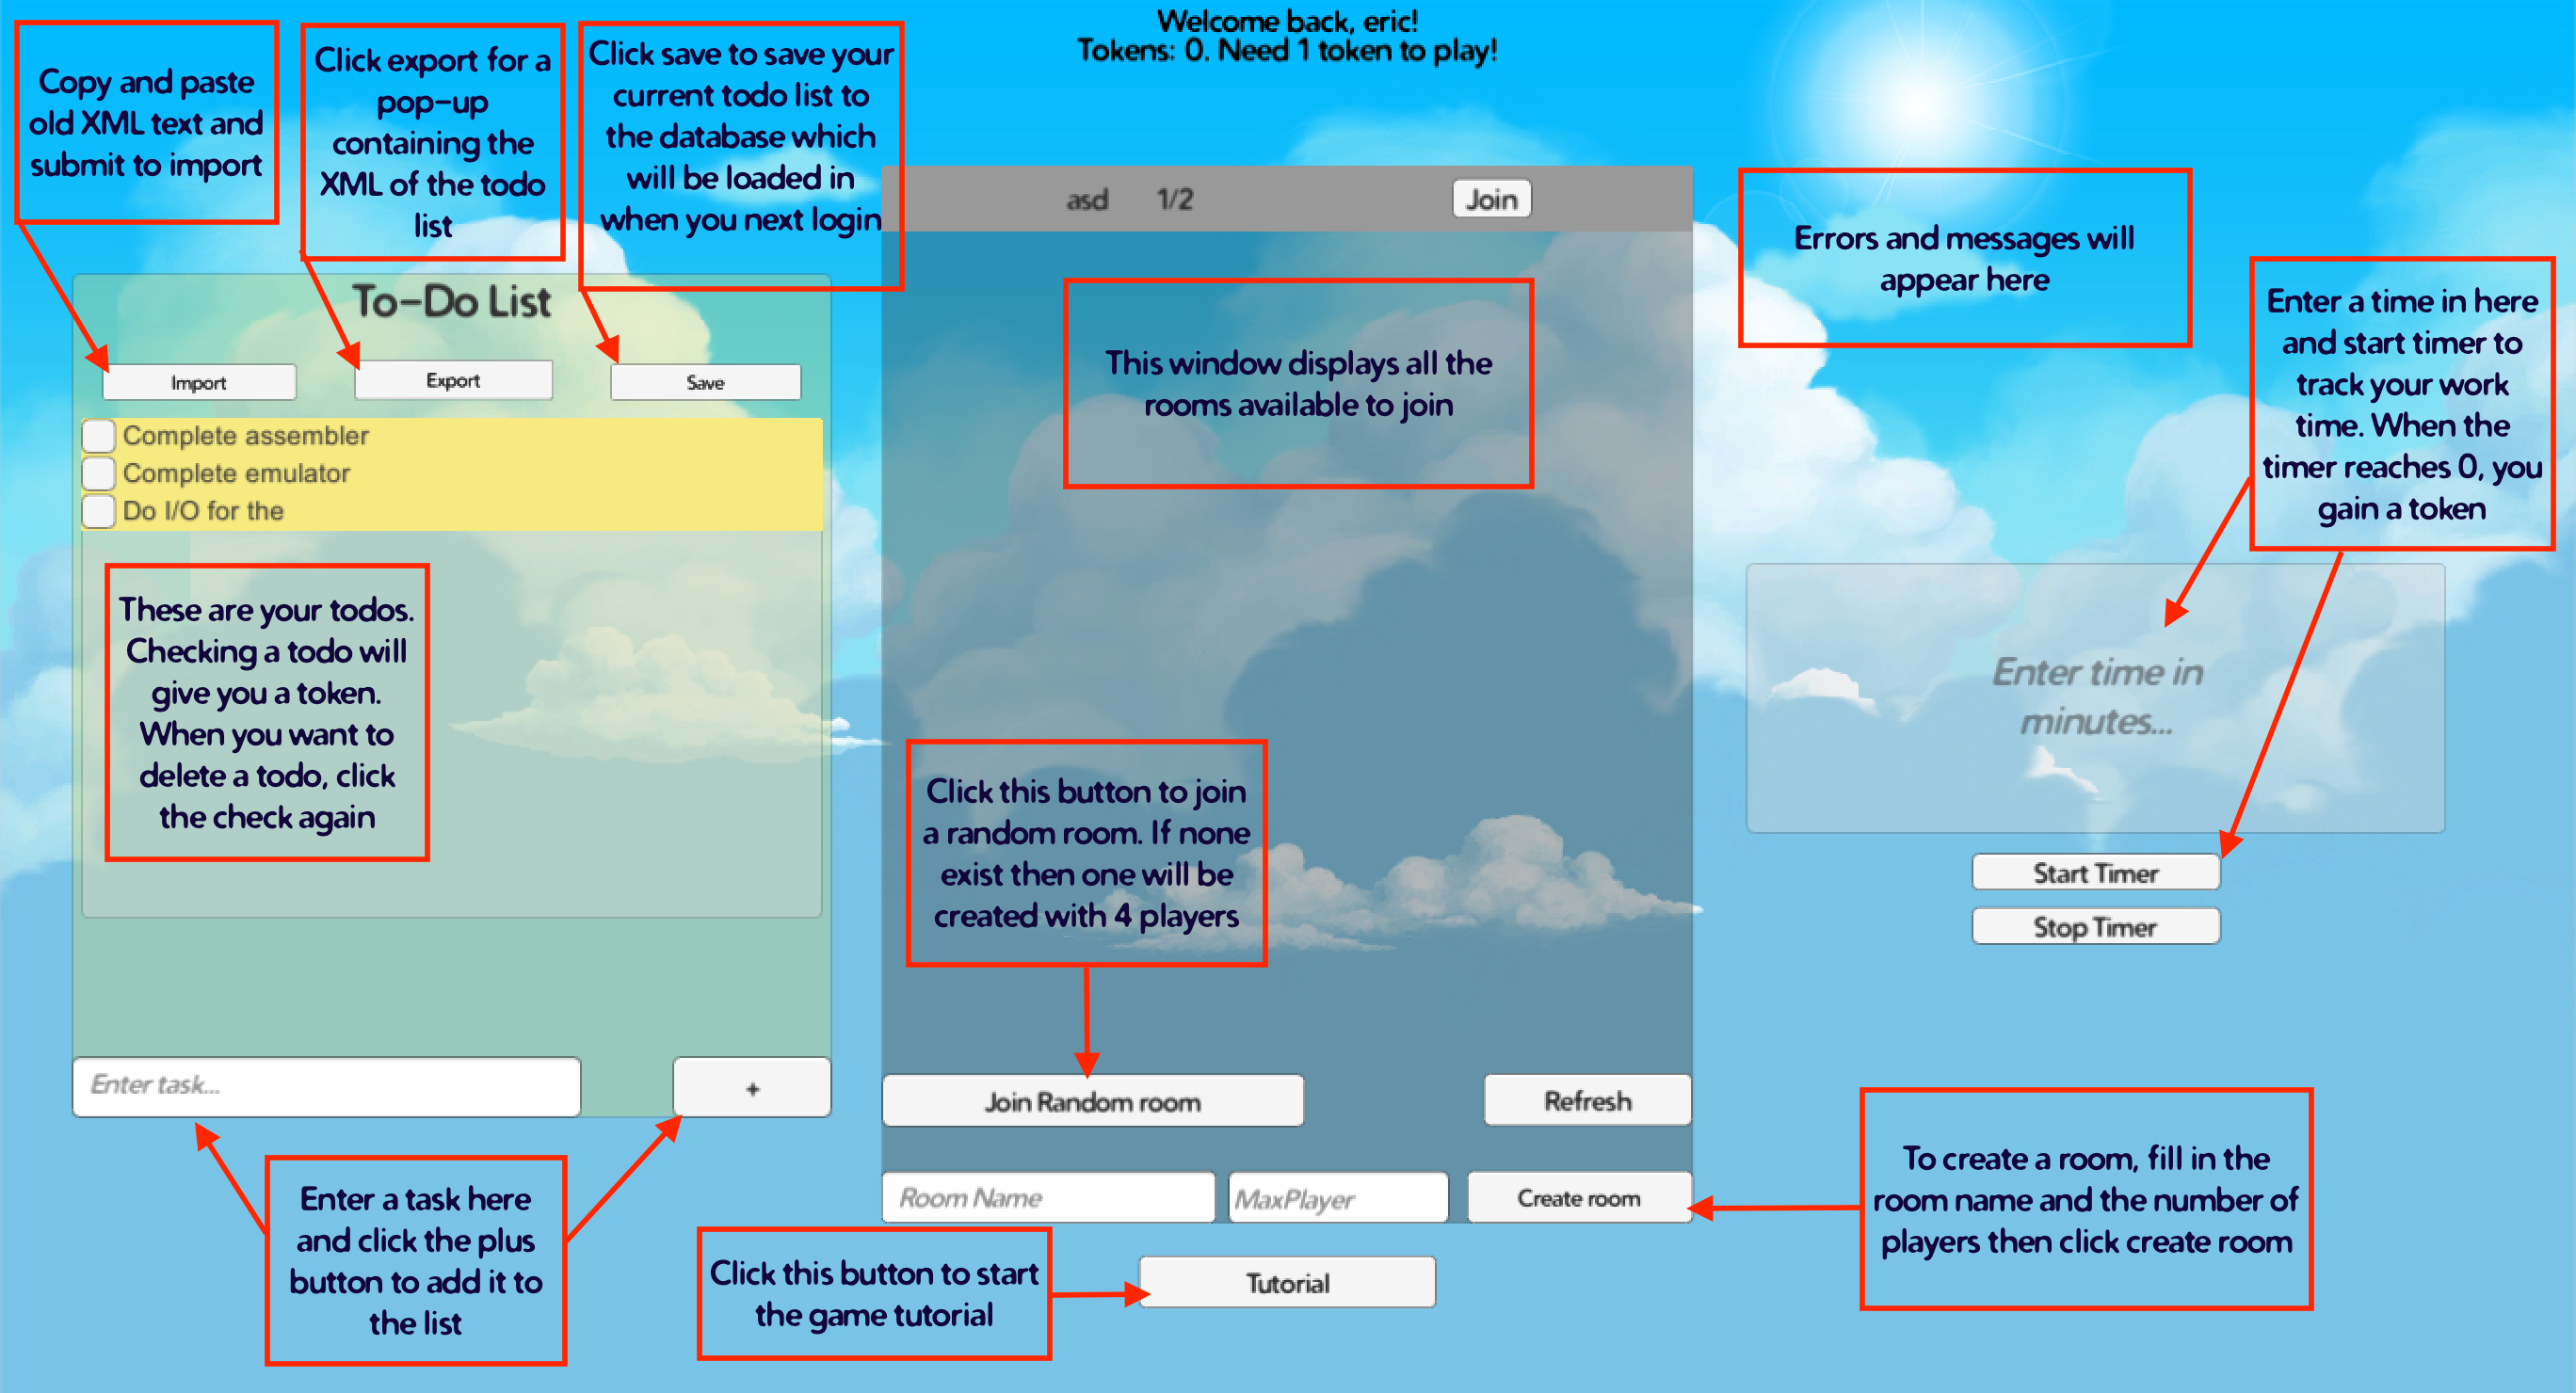 Welcome back, eric!
Tokens: 0. Need 1 token to play!
Copy and paste
old XML text and
submit to import
Click export for a
pop-up
containing the
XML of the todo
list
Click save to save your
current todo list to
the database which
will be loaded in
when you next login
To-Do List
Import
Export
Save
Complete assembler
Complete emulator
Do I/O for the
These are your todos.
Checking a todo will
give you a token.
When you want to
delete a todo, click
the check again
Enter task...
+
Enter a task here
and click the plus
button to add it to
the list
asd 1/2 Join
This window displays all the
rooms available to join
Click this button to join
a random room. If none
exist then one will be
created with 4 players
Join Random room
Refresh
Room Name
MaxPlayer
Create room
Click this button to start
the game tutorial
Tutorial
Errors and messages will
appear here
Enter a time in here
and start timer to
track your work
time. When the
timer reaches 0, you
gain a token
Enter time in
minutes...
Start Timer
Stop Timer
To create a room, fill in the
room name and the number of
players then click create room